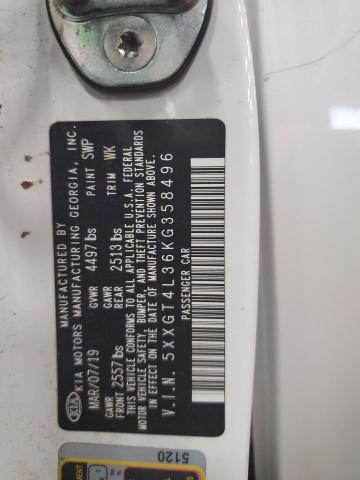 MANUFACTURED BY
KIA KIA MOTORS MANUFACTURING GEORGIA, INC.
MAR/07/19 GVWR 4497lbs PAINT SWP
GAWR FRONT 2557lbs GAWR REAR 2513lbs TRIM WK
THIS VEHICLE CONFORMS TO ALL APPLICABLE U.S.A. FEDERAL
MOTOR VEHICLE SAFETY, BUMPER, AND THEFT PREVENTION STANDARDS
IN EFFECT ON THE DATE OF MANUFACTURE SHOWN ABOVE.
V.I.N. 5XXGT4L36KG358496
PASSENGER CAR
5120